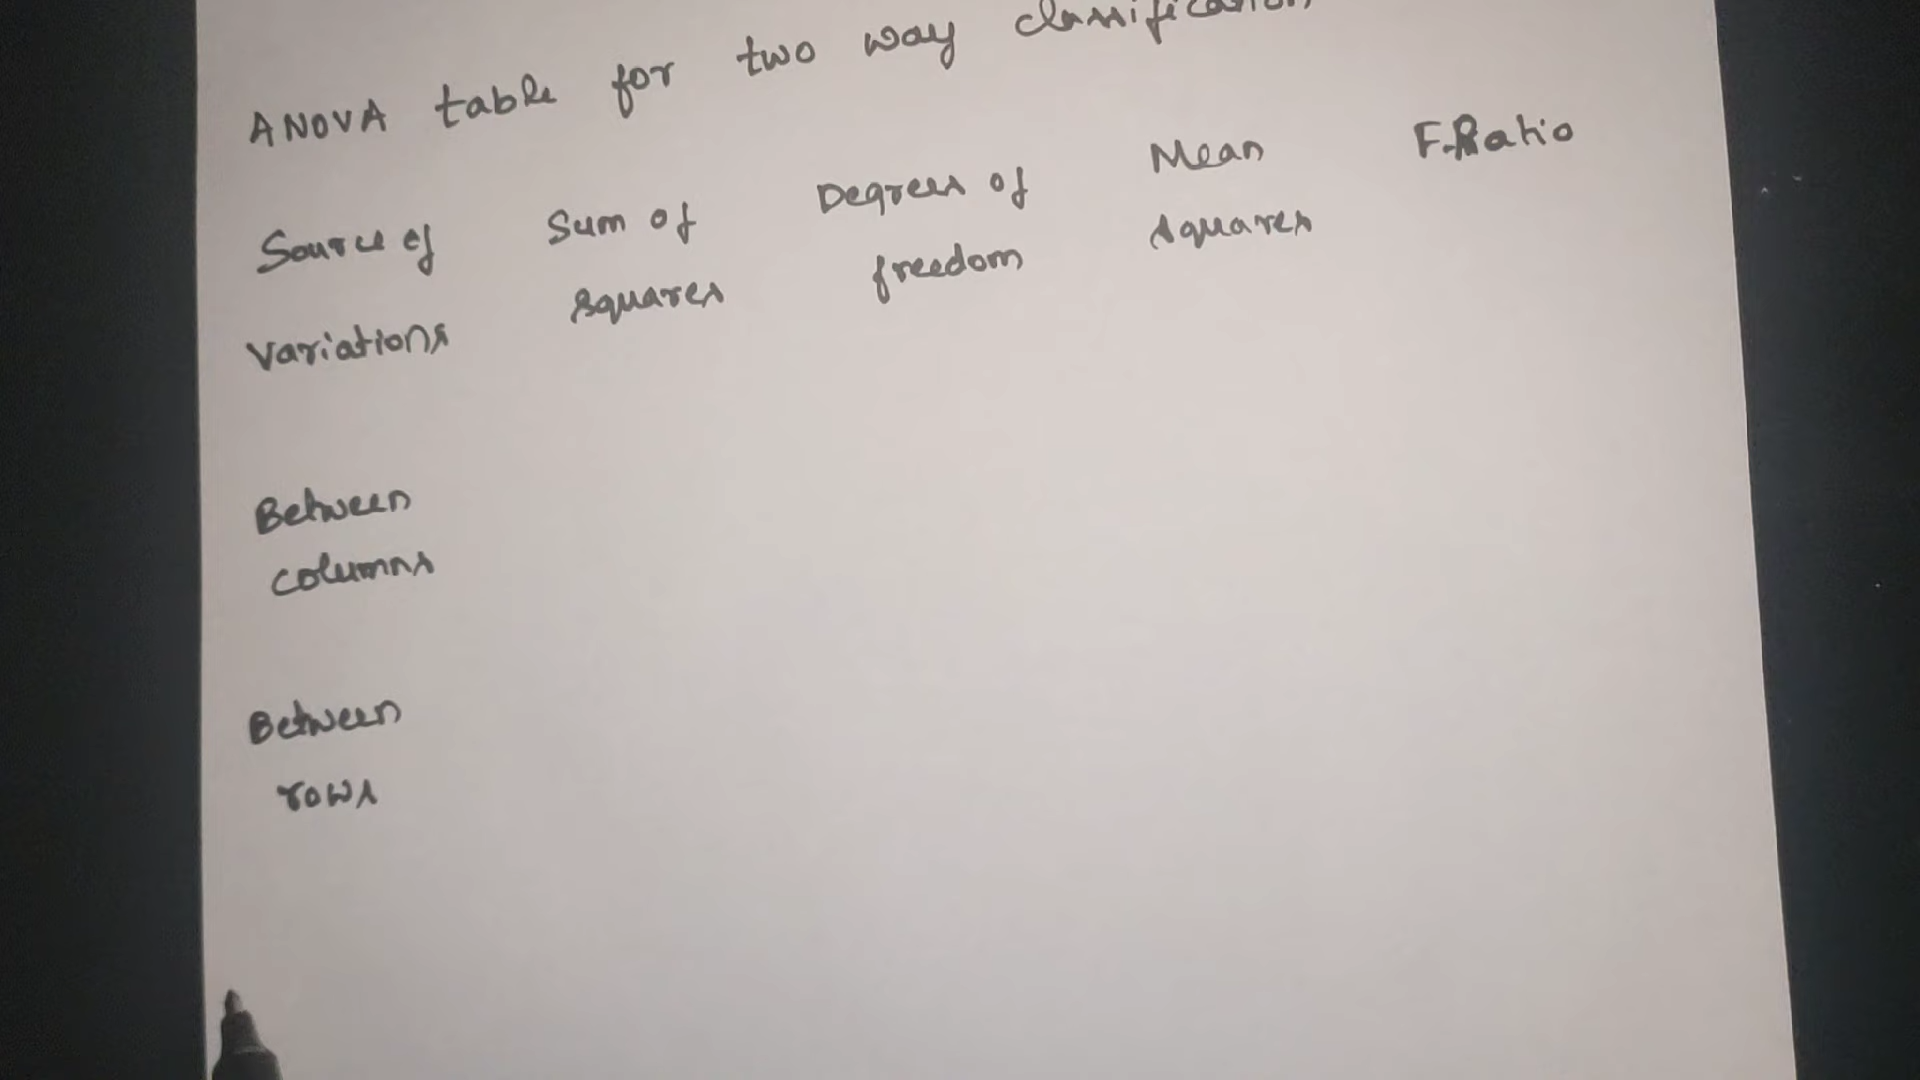 ANOVA table for two way classification
Source of Sum of Degrees of Mean F-Ratio
Variations squares freedom squares
Between
columns
Between
rows